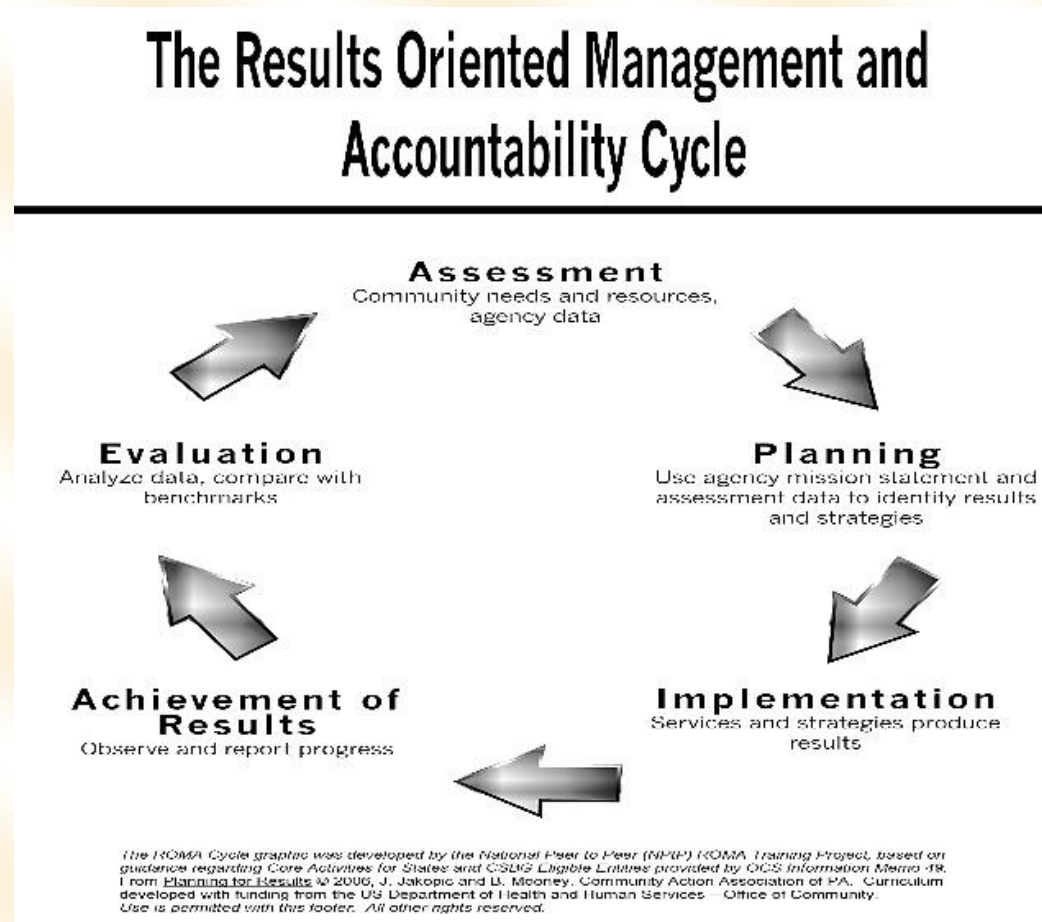 The Results Oriented Management and
Accountability Cycle
Assessment
Community needs and resources,
agency data
Planning
Use agency mission statement and
assessment data to identify results
and strategies
Implementation
Services and strategies produce
results
Achievement of
Results
Observe and report progress
Evaluation
Analyze data, compare with
benchmarks
The ROMA Cycle graphic was developed by the National Peer to Peer (NPtP) ROMA Training Project, based on
guidance regarding Core Activities for States and CSBG Eligible Entities provided by OCS Information Memo 49.
From Planning for Results © 2006, J. Jakopic and B. Mooney, Community Action Association of PA. Curriculum
developed with funding from the US Department of Health and Human Services – Office of Community.
Use is permitted with this footer. All other rights reserved.